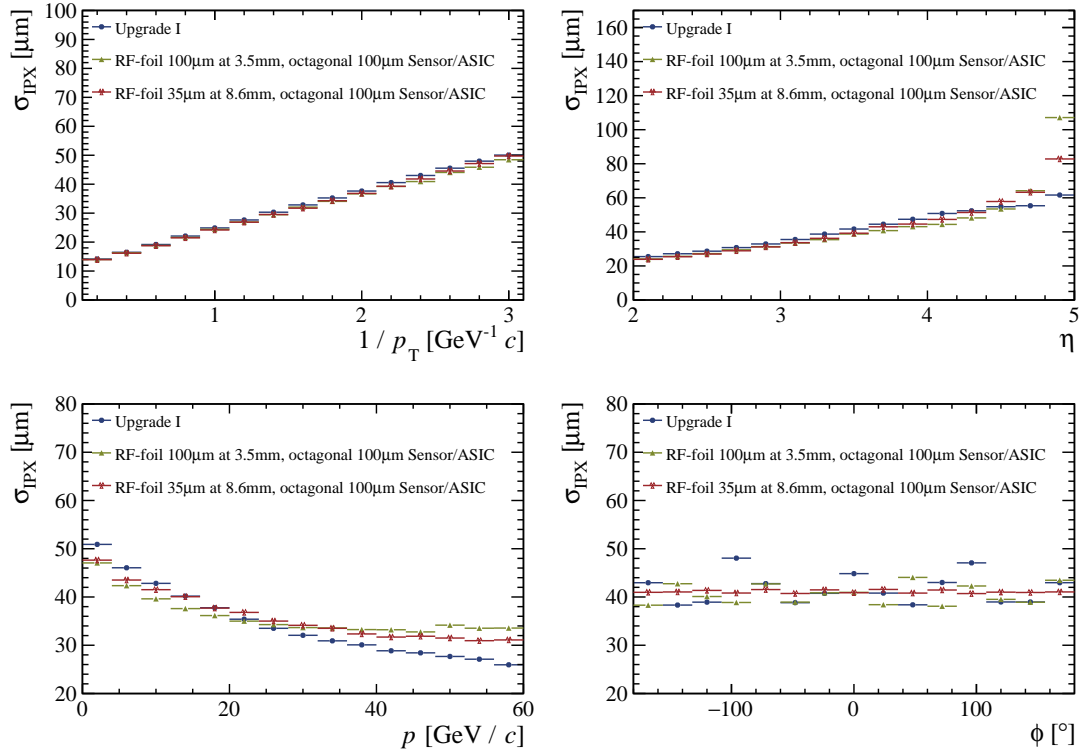 σIPX [μm]
100
90
80
70
60
50
40
30
20
10
0
Upgrade I
RF-foil 100μm at 3.5mm, octagonal 100μm Sensor/ASIC
RF-foil 35μm at 8.6mm, octagonal 100μm Sensor/ASIC
1 2 3
1 / pT [GeV⁻¹ c]
σIPX [μm]
160
140
120
100
80
60
40
20
0
Upgrade I
RF-foil 100μm at 3.5mm, octagonal 100μm Sensor/ASIC
RF-foil 35μm at 8.6mm, octagonal 100μm Sensor/ASIC
2 3 4 5
η
σIPX [μm]
80
70
60
50
40
30
20
Upgrade I
RF-foil 100μm at 3.5mm, octagonal 100μm Sensor/ASIC
RF-foil 35μm at 8.6mm, octagonal 100μm Sensor/ASIC
0 20 40 60
p [GeV / c]
σIPX [μm]
80
70
60
50
40
30
20
Upgrade I
RF-foil 100μm at 3.5mm, octagonal 100μm Sensor/ASIC
RF-foil 35μm at 8.6mm, octagonal 100μm Sensor/ASIC
−100 0 100
ϕ [°]